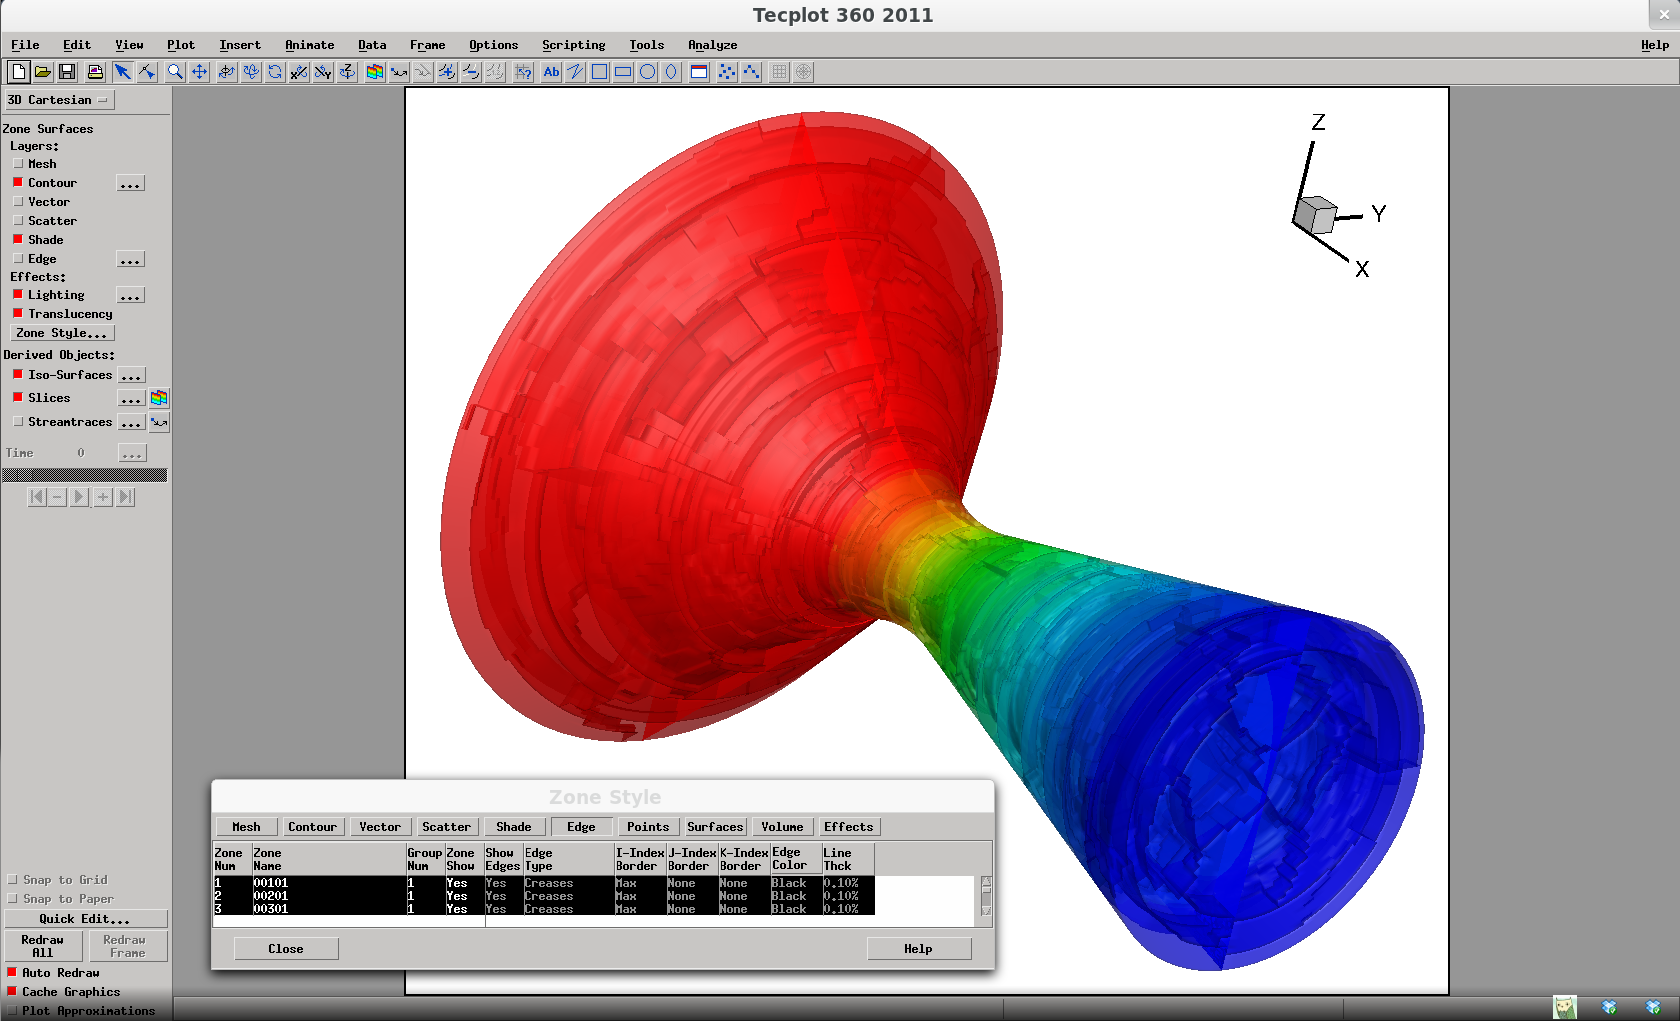 Tecplot 360 2011
File Edit View Plot Insert Animate Data Frame Options Scripting Tools Analyze Help
Ab
3D Cartesian
Zone Surfaces
Layers:
Mesh
Contour ...
Vector
Scatter
Shade
Edge ...
Effects:
Lighting ...
Translucency
Zone Style...
Derived Objects:
Iso-Surfaces ...
Slices ...
Streamtraces ...
Time 0 ...
Snap to Grid
Snap to Paper
Quick Edit...
Redraw All
Redraw Frame
Auto Redraw
Cache Graphics
Plot Approximations
Z
Y
X
Zone Style
Mesh Contour Vector Scatter Shade Edge Points Surfaces Volume Effects
Zone Zone Group Zone Show Edge I-Index J-Index K-Index Edge Line
Num Name Num Show Edges Type Border Border Border Color Thck
1 00101 1 Yes Yes Creases Max None None Black 0.10%
2 00201 1 Yes Yes Creases Max None None Black 0.10%
3 00301 1 Yes Yes Creases Max None None Black 0.10%
Close Help